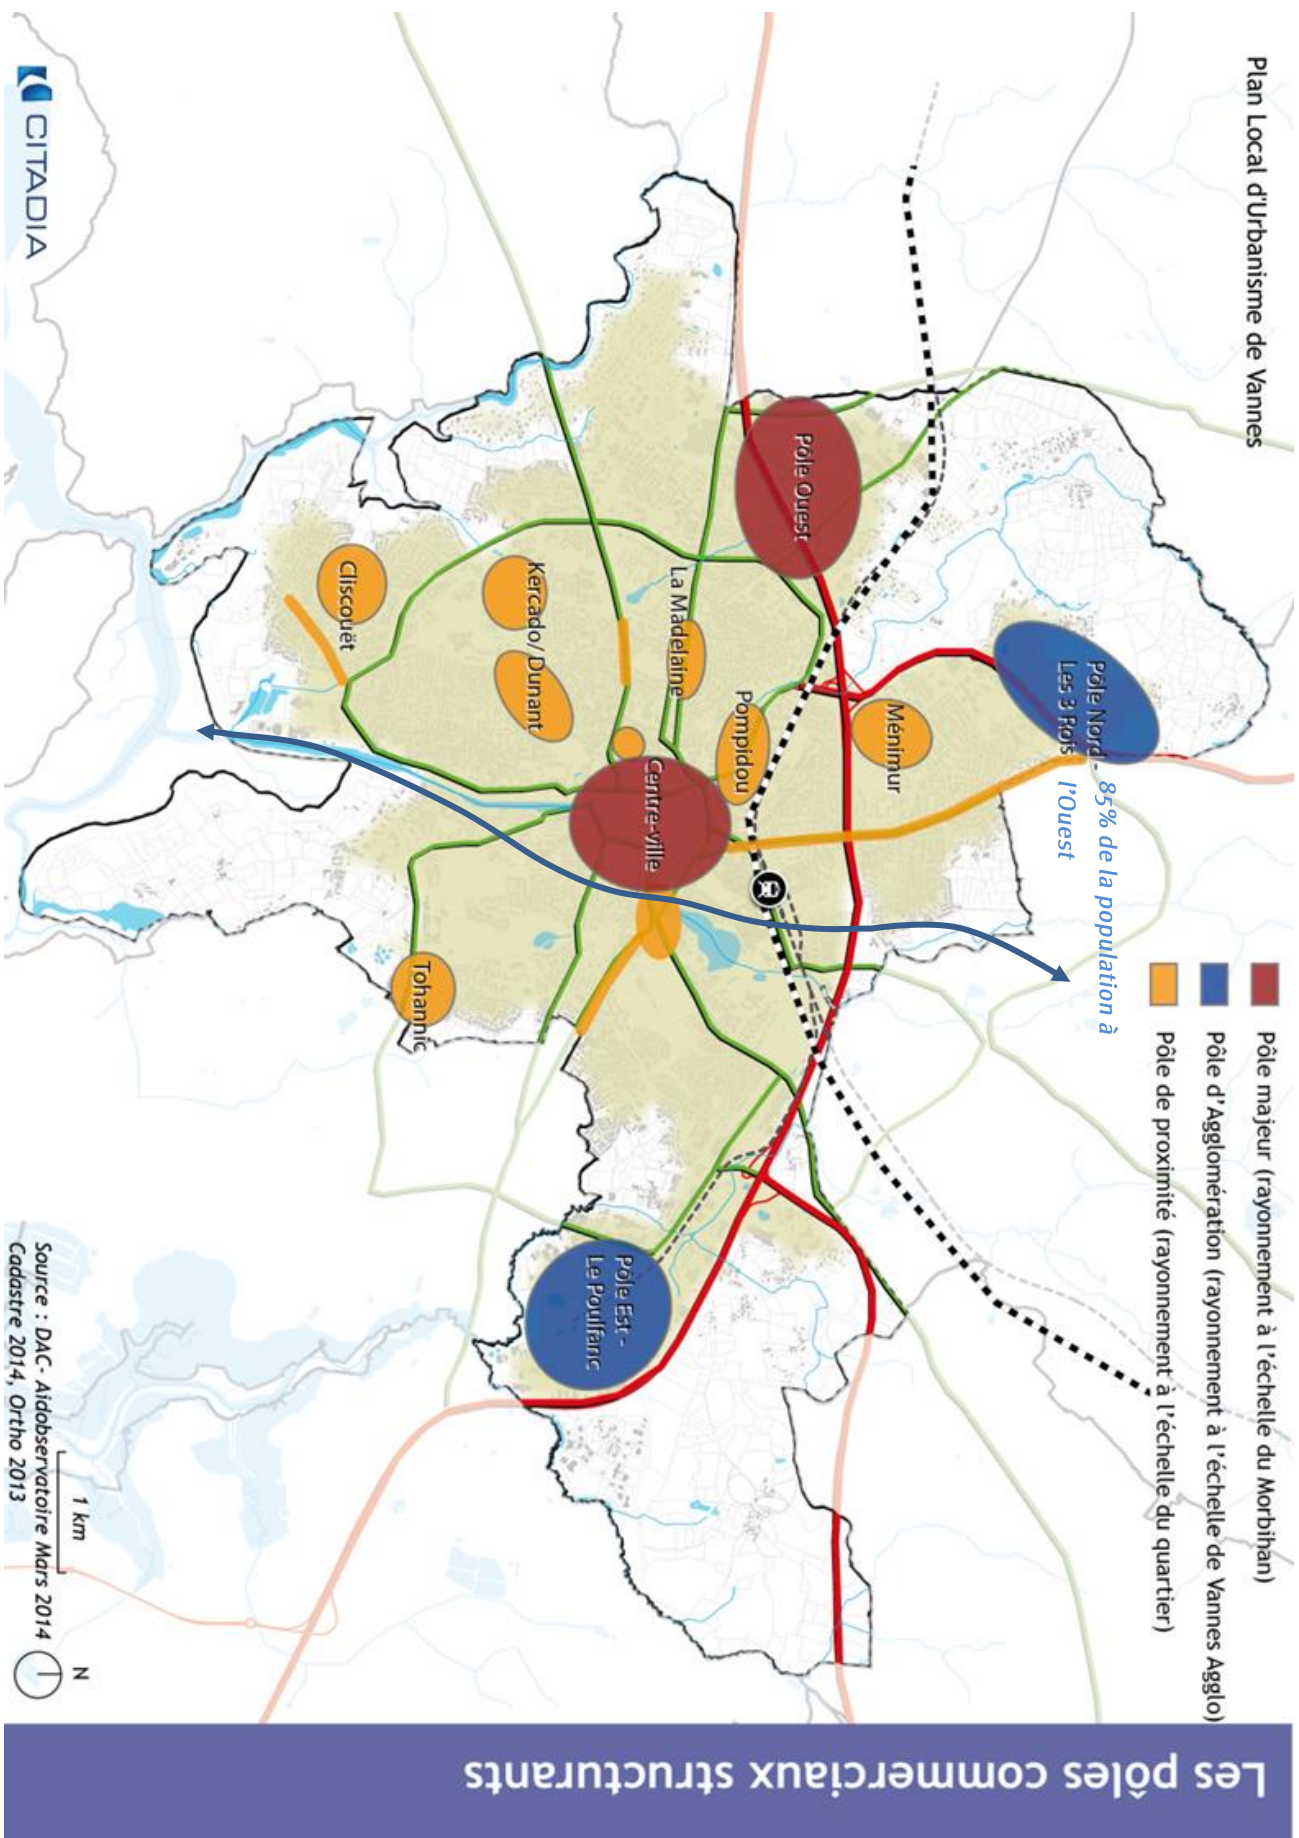 Les pôles commerciaux structurants
Plan Local d'Urbanisme de Vannes
Pôle majeur (rayonnement à l'échelle du Morbihan)
Pôle d'Agglomération (rayonnement à l'échelle de Vannes Agglo)
Pôle de proximité (rayonnement à l'échelle du quartier)
85% de la population à
l'Ouest
Pôle Nord -
Les 3 Rois
Ménimur
Pôle Ouest
Pompidou
La Madelaine
Centre-ville
Kercado/ Dunant
Cliscouët
Tohannic
Pôle Est -
Le Poulfanc
CITADIA
1 km
N
Source : DAC- Aidobservatoire Mars 2014
Cadastre 2014, Ortho 2013